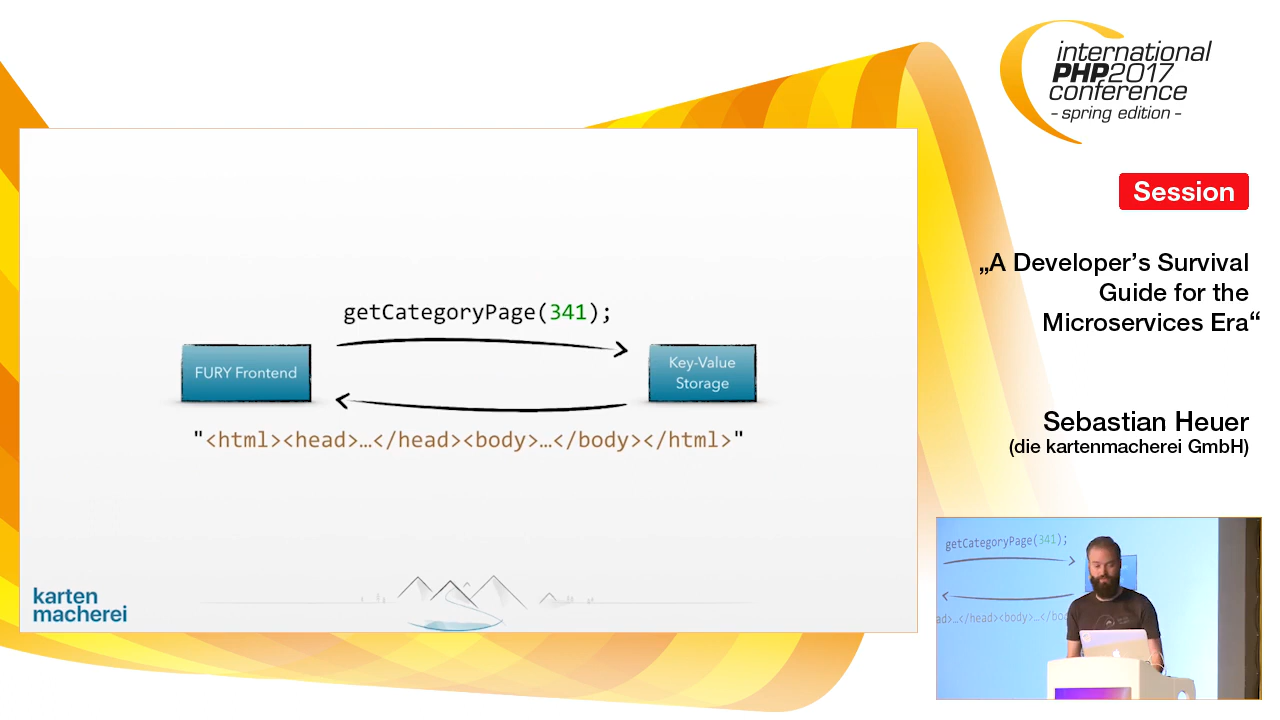 international
PHP2017
conference
- spring edition -
Session
„A Developer’s Survival
Guide for the
Microservices Era“
Sebastian Heuer
(die kartenmacherei GmbH)
getCategoryPage(341);
FURY Frontend
Key-Value
Storage
"<html><head>…</head><body>…</body></html>"
karten
macherei
getCategoryPage(341);
ad>…</head><body>…</bo